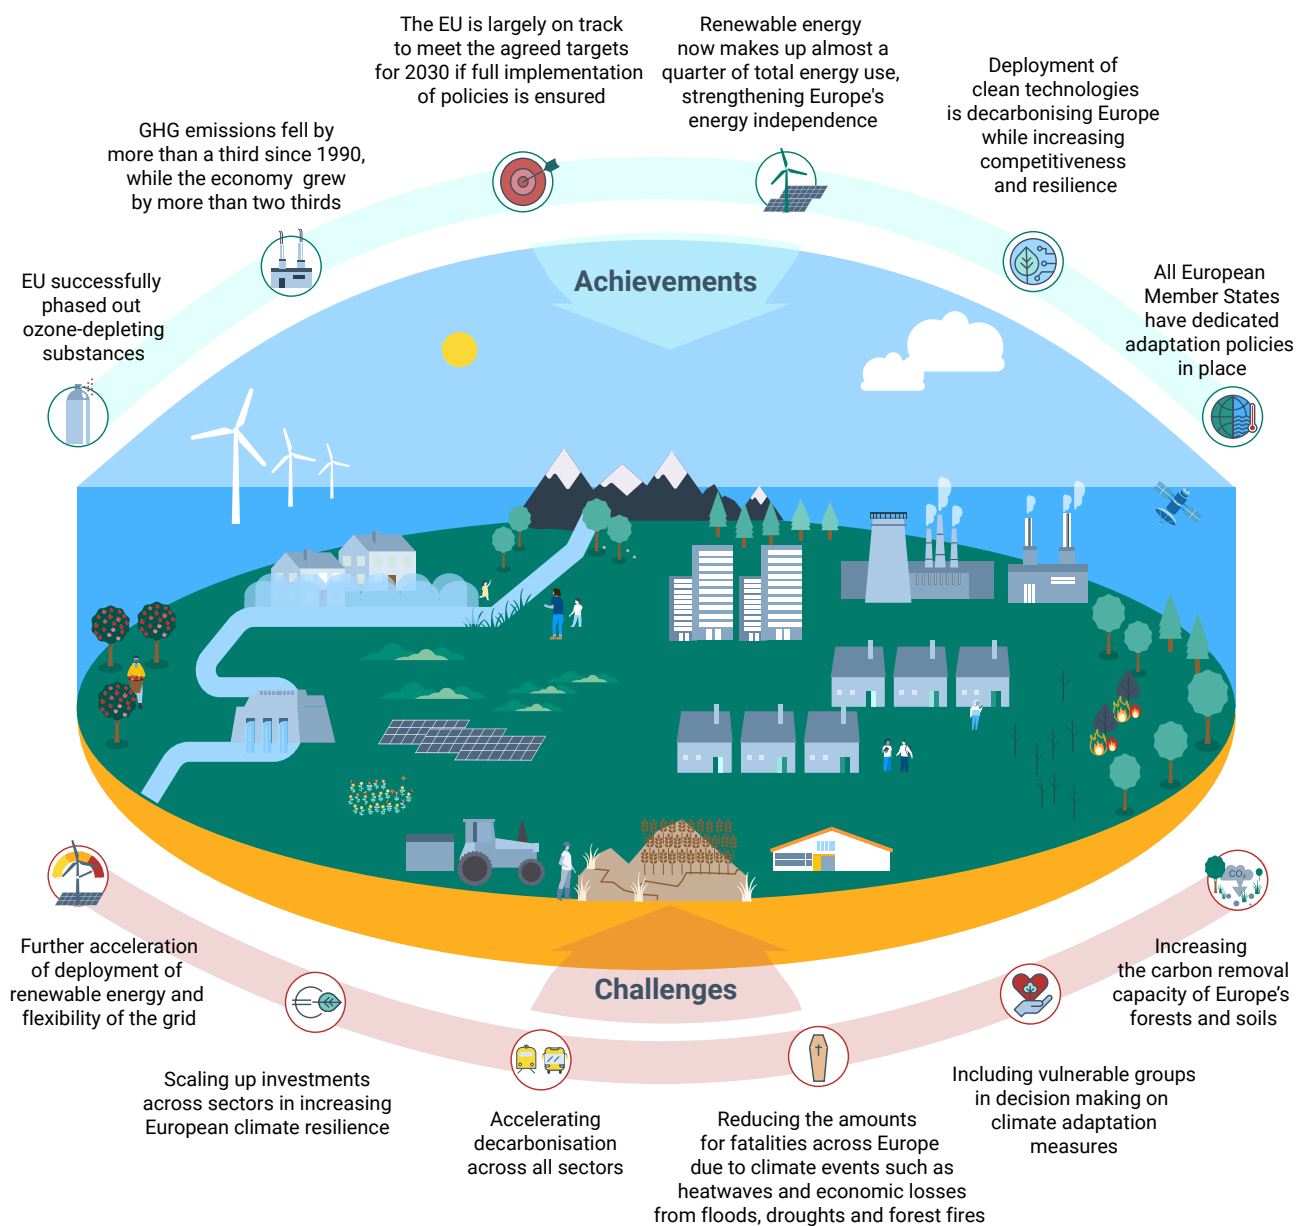 The EU is largely on track
to meet the agreed targets
for 2030 if full implementation
of policies is ensured
Renewable energy
now makes up almost a
quarter of total energy use,
strengthening Europe's
energy independence
Deployment of
clean technologies
is decarbonising Europe
while increasing
competitiveness
and resilience
GHG emissions fell by
more than a third since 1990,
while the economy grew
by more than two thirds
EU successfully
phased out
ozone-depleting
substances
All European
Member States
have dedicated
adaptation policies
in place
Achievements
Challenges
CO₂
Further acceleration
of deployment of
renewable energy and
flexibility of the grid
Scaling up investments
across sectors in increasing
European climate resilience
Accelerating
decarbonisation
across all sectors
Reducing the amounts
for fatalities across Europe
due to climate events such as
heatwaves and economic losses
from floods, droughts and forest fires
Including vulnerable groups
in decision making on
climate adaptation
measures
Increasing
the carbon removal
capacity of Europe’s
forests and soils